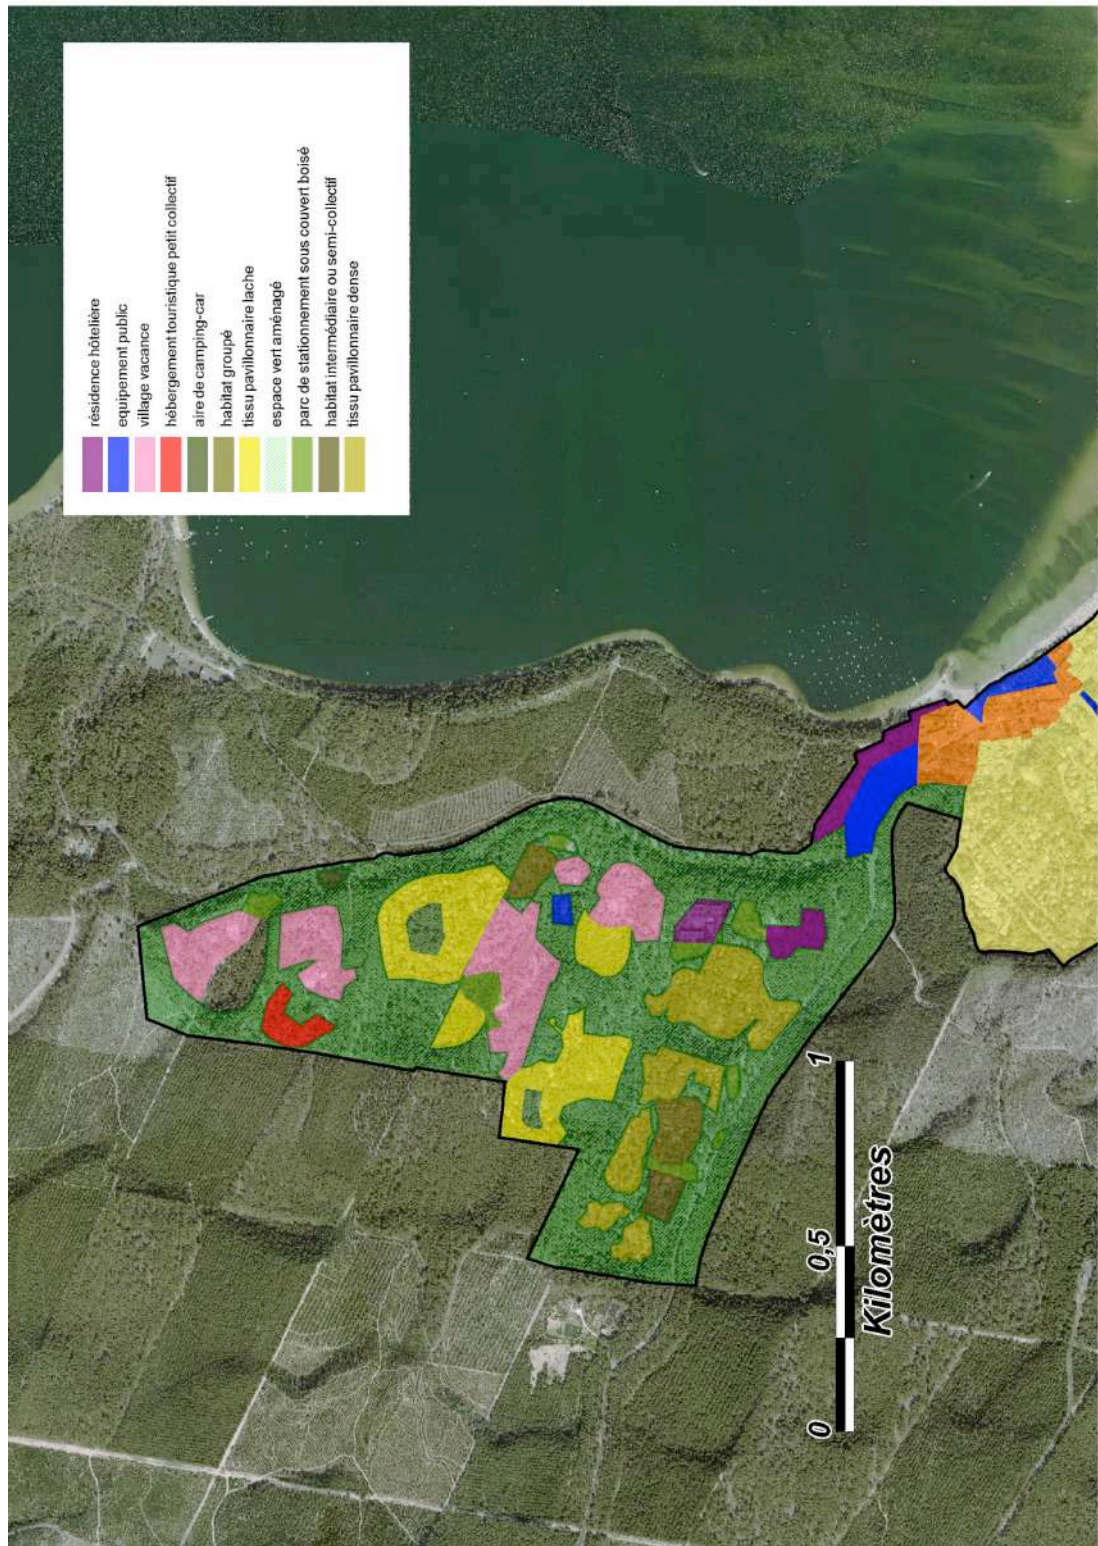 résidence hôtelière
equipement public
village vacance
hébergement touristique petit collectif
aire de camping-car
habitat groupé
tissu pavillonnaire lache
espace vert aménagé
parc de stationnement sous couvert boisé
habitat intermédiaire ou semi-collectif
tissu pavillonnaire dense
0 0,5 1
Kilomètres